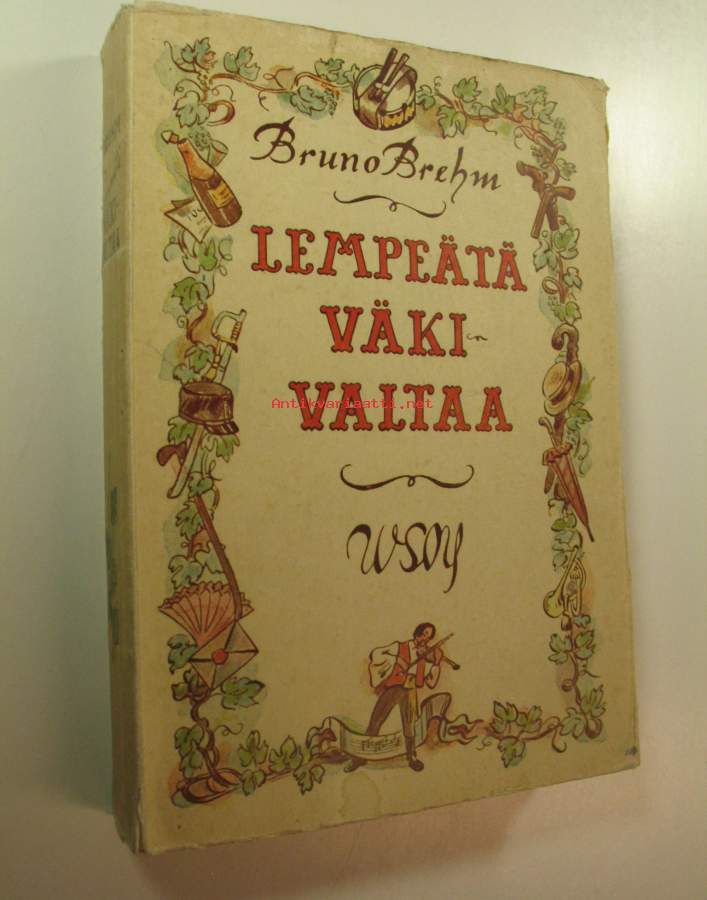 Bruno Brehm
LEMPEÄTÄ
VÄKI-
VALTAA
Antikvariaatti.net
WSOY